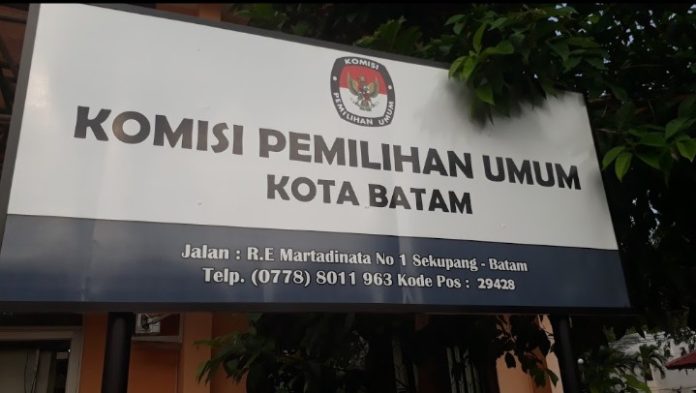 KOMISI
PEMILIHAN UMUM
KOMISI PEMILIHAN UMUM
KOTA BATAM
Jalan : R.E Martadinata No 1 Sekupang - Batam
Telp. (0778) 8011 963 Kode Pos : 29428